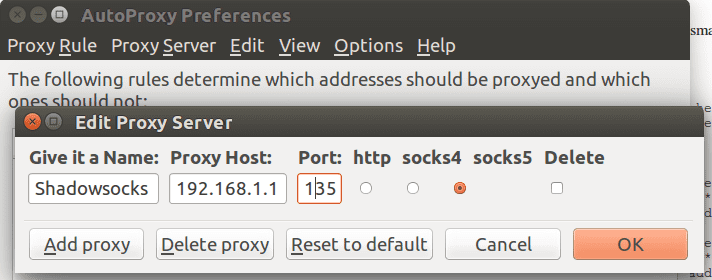 AutoProxy Preferences
Proxy Rule Proxy Server Edit View Options Help
The following rules determine which addresses should be proxyed and which
ones should not:
Edit Proxy Server
Give it a Name: Proxy Host: Port: http socks4 socks5 Delete
Shadowsocks 192.168.1.1 135
Add proxy Delete proxy Reset to default Cancel OK